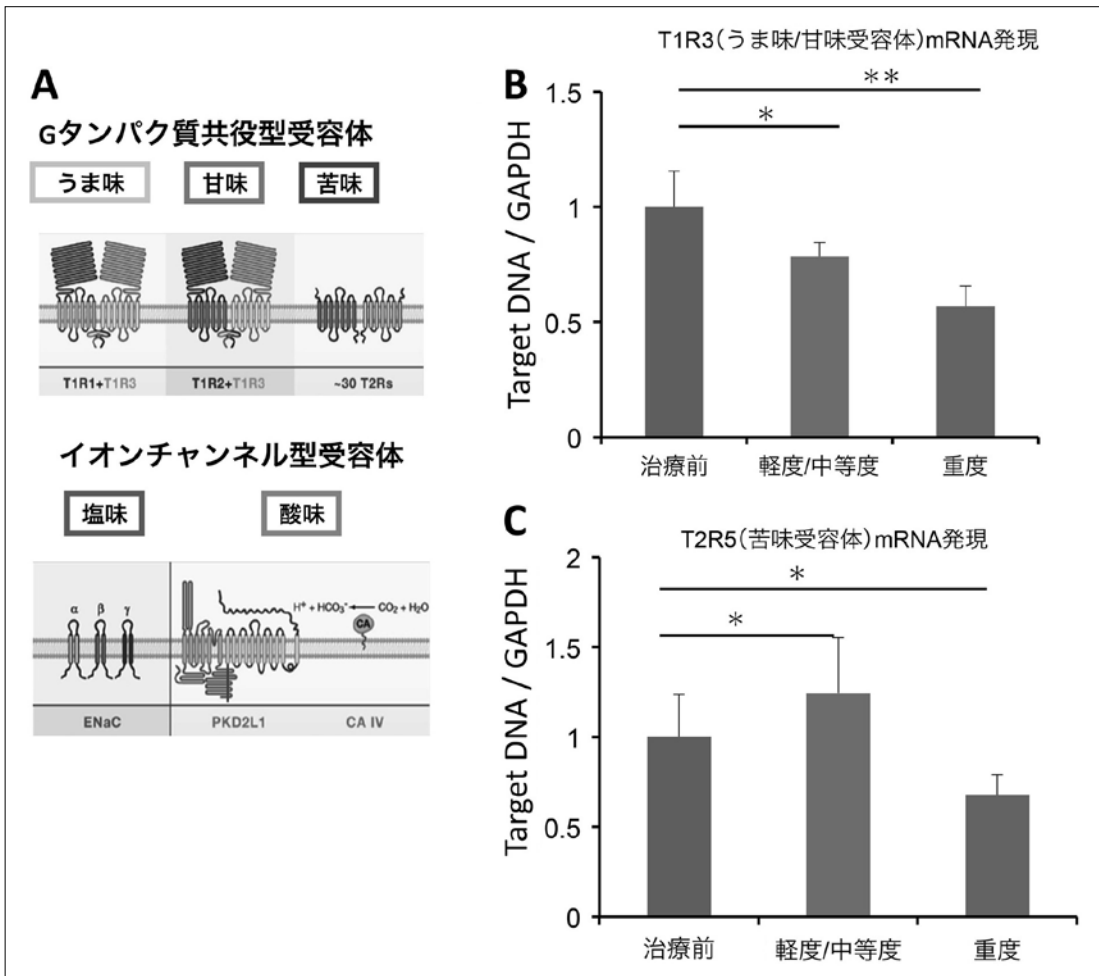 A
Gタンパク質共役型受容体
うま味 甘味 苦味
T1R1+T1R3 T1R2+T1R3 ~30 T2Rs
イオンチャンネル型受容体
塩味 酸味
α β γ H⁺ + HCO₃⁻ CO₂ + H₂O
CA
ENaC PKD2L1 CA IV
B
T1R3(うま味/甘味受容体)mRNA発現
Target DNA / GAPDH
1.5
1
0.5
0
**
*
治療前 軽度/中等度 重度
C
T2R5(苦味受容体)mRNA発現
Target DNA / GAPDH
2
1.5
1
0.5
0
*
*
治療前 軽度/中等度 重度